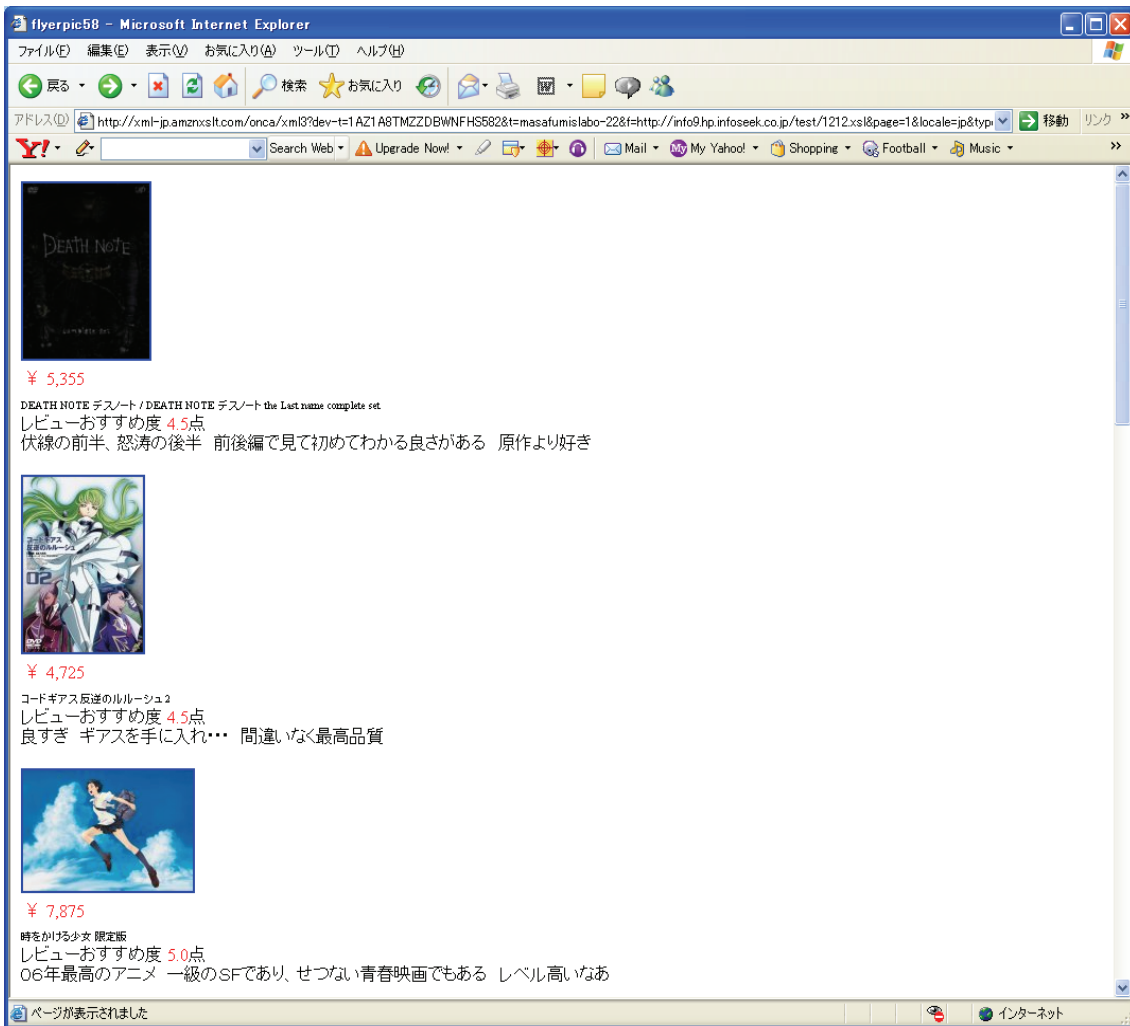 flyerpic58 - Microsoft Internet Explorer
ファイル(F) 編集(E) 表示(V) お気に入り(A) ツール(T) ヘルプ(H)
戻る 検索 お気に入り
アドレス(D) http://xml-jp.amznxslt.com/onca/xml3?dev-t=1AZ1A8TMZZDBWNFHS582&t=masafumislabo-22&f=http://info9.hp.infoseek.co.jp/test/1212.xsl&page=1&locale=jp&typ 移動 リンク »
Y! Search Web Upgrade Now! Mail My Yahoo! Shopping Football Music »
DEATH NOTE
complete set
¥ 5,355
DEATH NOTE デスノート / DEATH NOTE デスノート the Last name complete set
レビューおすすめ度 4.5点
伏線の前半、怒涛の後半 前後編で見て初めてわかる良さがある 原作より好き
コードギアス
反逆のルルーシュ
02
DVD
¥ 4,725
コードギアス 反逆のルルーシュ 2
レビューおすすめ度 4.5点
良すぎ ギアスを手に入れ・・・ 間違いなく最高品質
¥ 7,875
時をかける少女 限定版
レビューおすすめ度 5.0点
06年最高のアニメ 一級のSFであり、せつない青春映画でもある レベル高いなあ
ページが表示されました インターネット